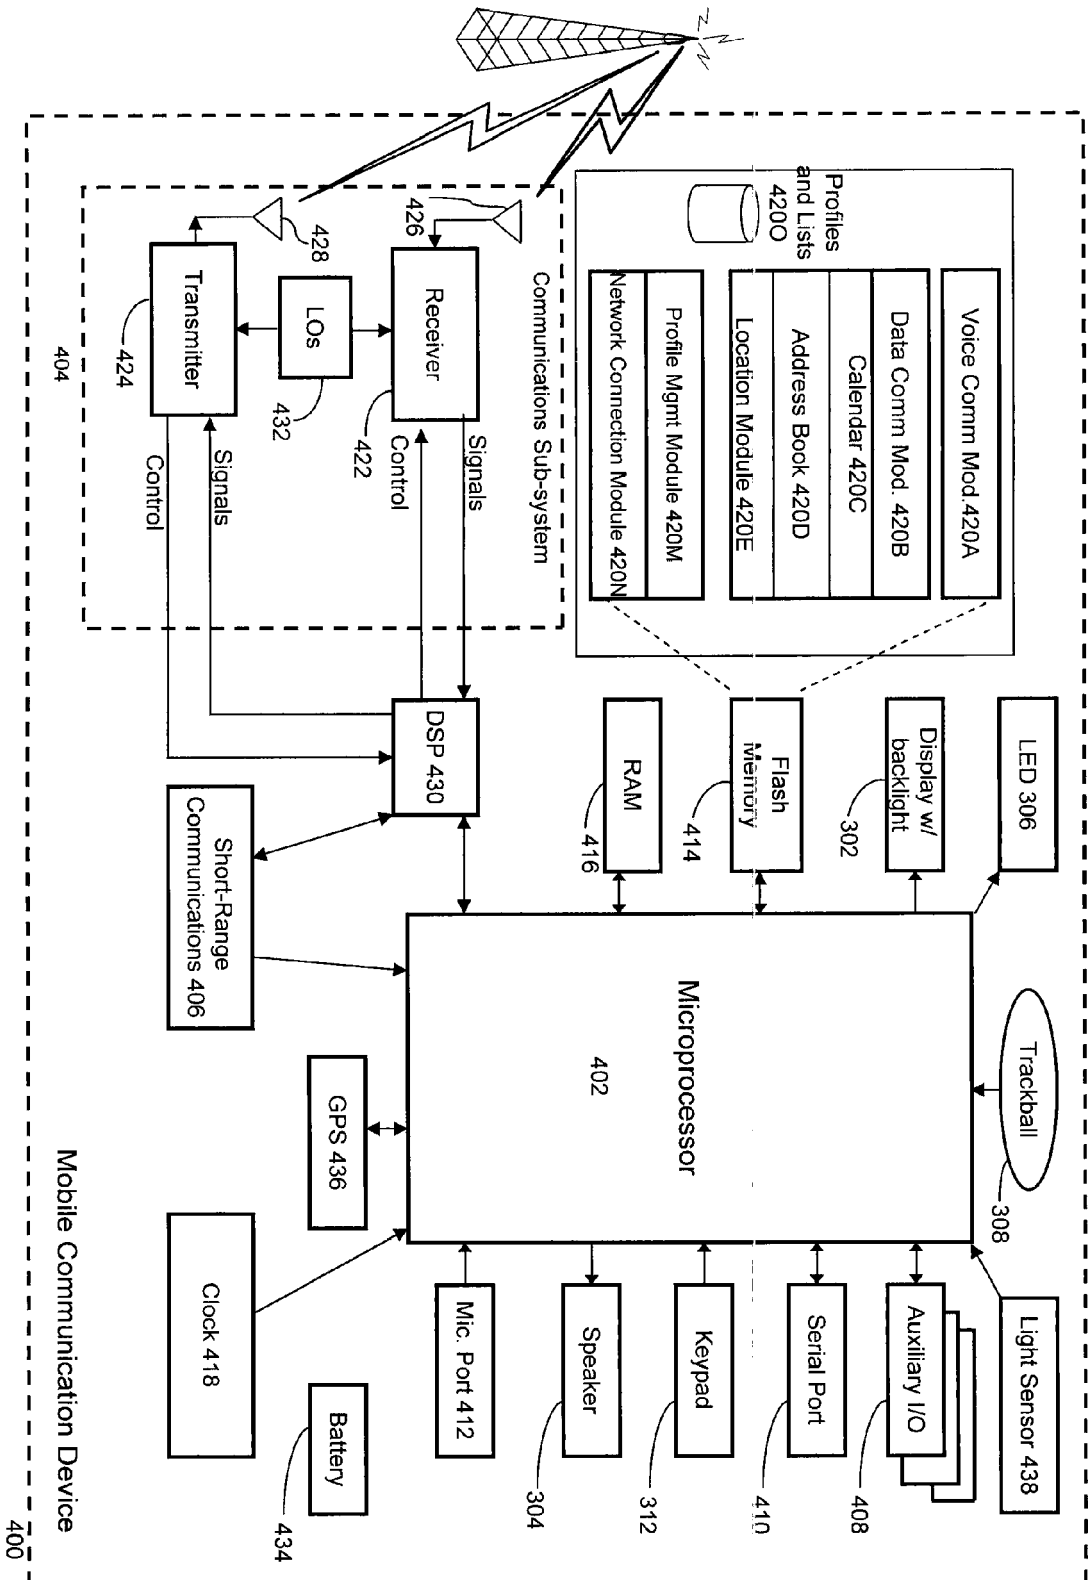 LED 306
Display w/
backlight
302
Flash
Memory
414
RAM
416
Trackball
308
Light Sensor 438
Auxiliary I/O
408
Serial Port
410
Keypad
312
Speaker
304
Mic. Port 412
Microprocessor
402
Profiles
and Lists
420O
Voice Comm Mod.420A
Data Comm Mod. 420B
Calendar 420C
Address Book 420D
Location Module 420E
Profile Mgmt Module 420M
Network Connection Module 420N
Communications Sub-system
426
Receiver
422
Signals
Control
428
LOs
432
Transmitter
424
Signals
Control
404
DSP 430
Short-Range
Communications 406
GPS 436
Clock 418
Battery
434
Mobile Communication Device
400